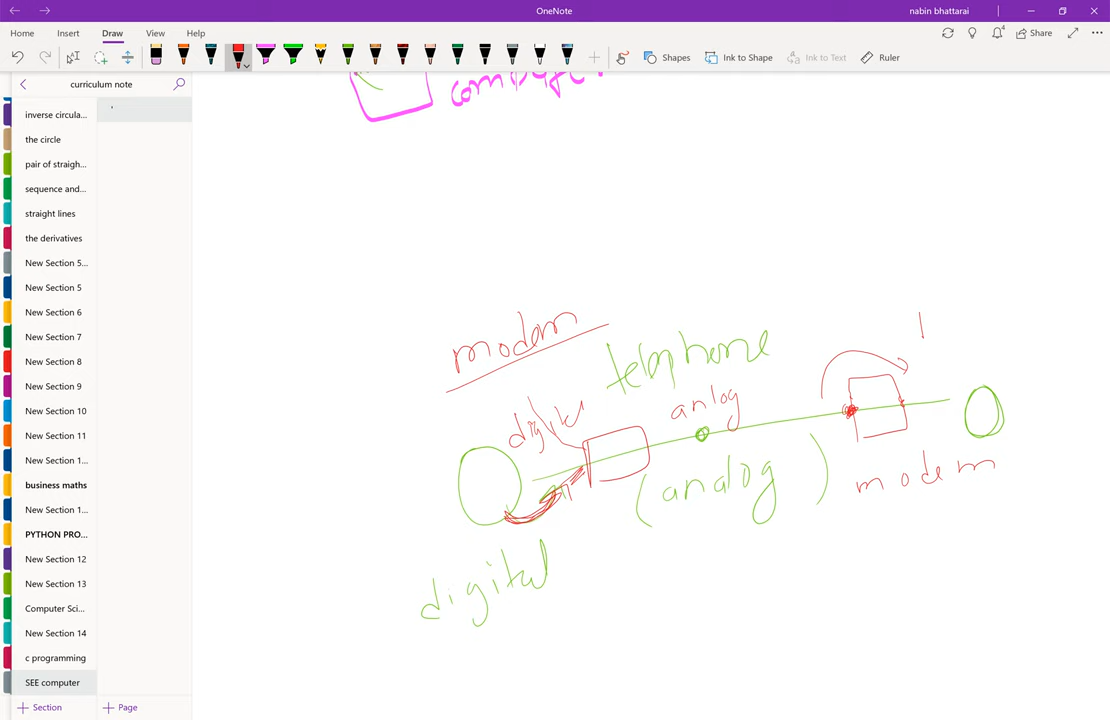 OneNote
nabin bhattarai
Home
Insert
Draw
View
Help
Share
Shapes
Ink to Shape
Ink to Text
Ruler
curriculum note
inverse circula...
the circle
pair of straigh...
sequence and...
straight lines
the derivatives
New Section 5...
New Section 5
New Section 6
New Section 7
New Section 8
New Section 9
New Section 10
New Section 11
New Section 1...
business maths
New Section 1...
PYTHON PRO...
New Section 12
New Section 13
Computer Sci...
New Section 14
c programming
SEE computer
Section
Page
modem
telphone
anlog
(analog)
modem
digital